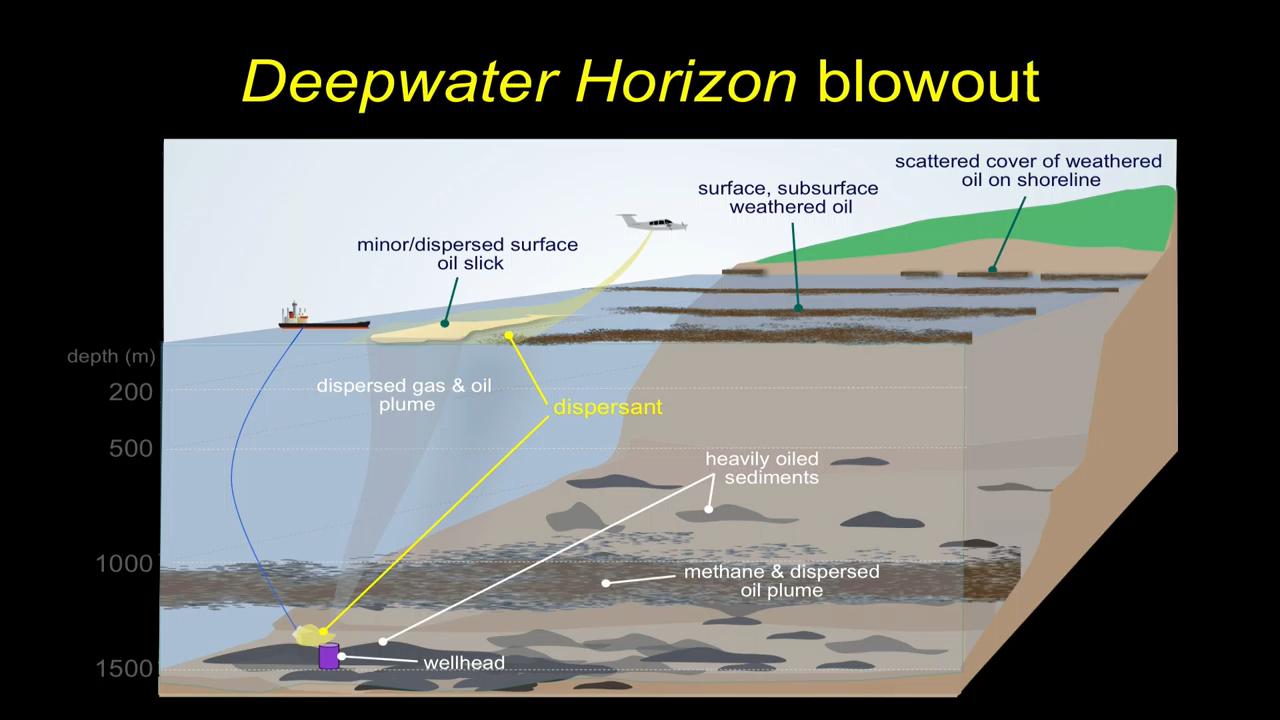 Deepwater Horizon blowout
scattered cover of weathered
oil on shoreline
surface, subsurface
weathered oil
minor/dispersed surface
oil slick
depth (m)
200
500
1000
1500
dispersed gas & oil
plume
dispersant
heavily oiled
sediments
methane & dispersed
oil plume
wellhead